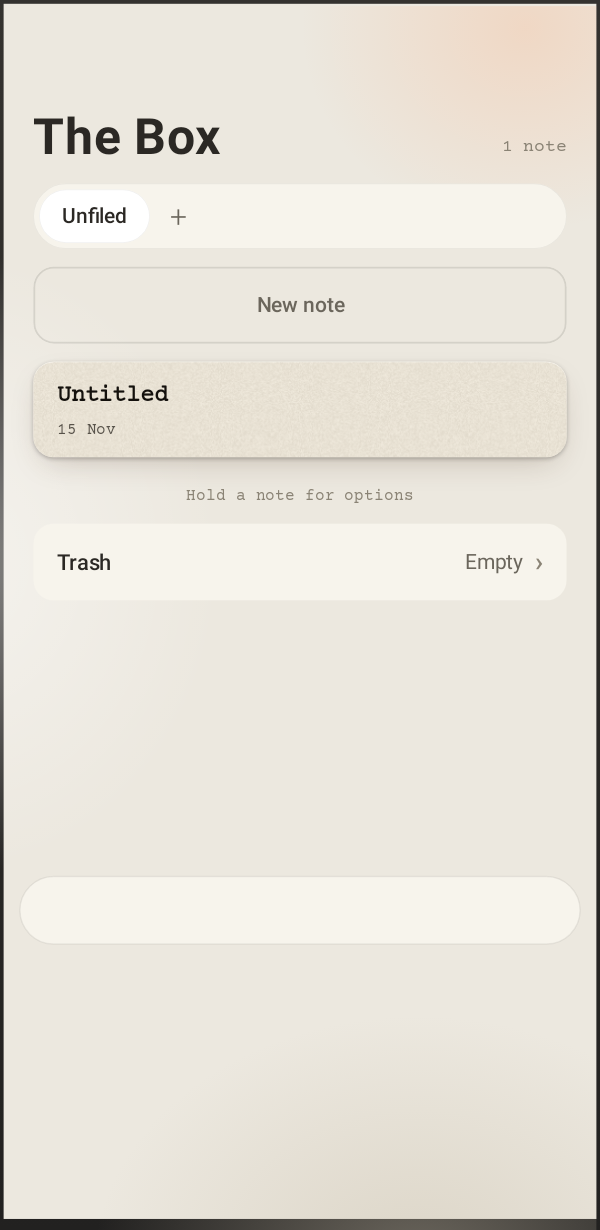 The Box
1 note
Unfiled +
New note
Untitled
15 Nov
Hold a note for options
Trash
Empty ›